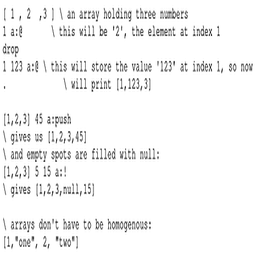 [ 1 , 2  ,3 ] \ an array holding three numbers
1 a:@      \ this will be '2', the element at index 1
drop
1 123 a:@ \ this will store the value '123' at index 1, so now
.          \ will print [1,123,3]
[1,2,3] 45 a:push
\ gives us [1,2,3,45]
\ and empty spots are filled with null:
[1,2,3] 5 15 a:!
\ gives [1,2,3,null,15]
\ arrays don't have to be homogenous:
[1,"one", 2, "two"]